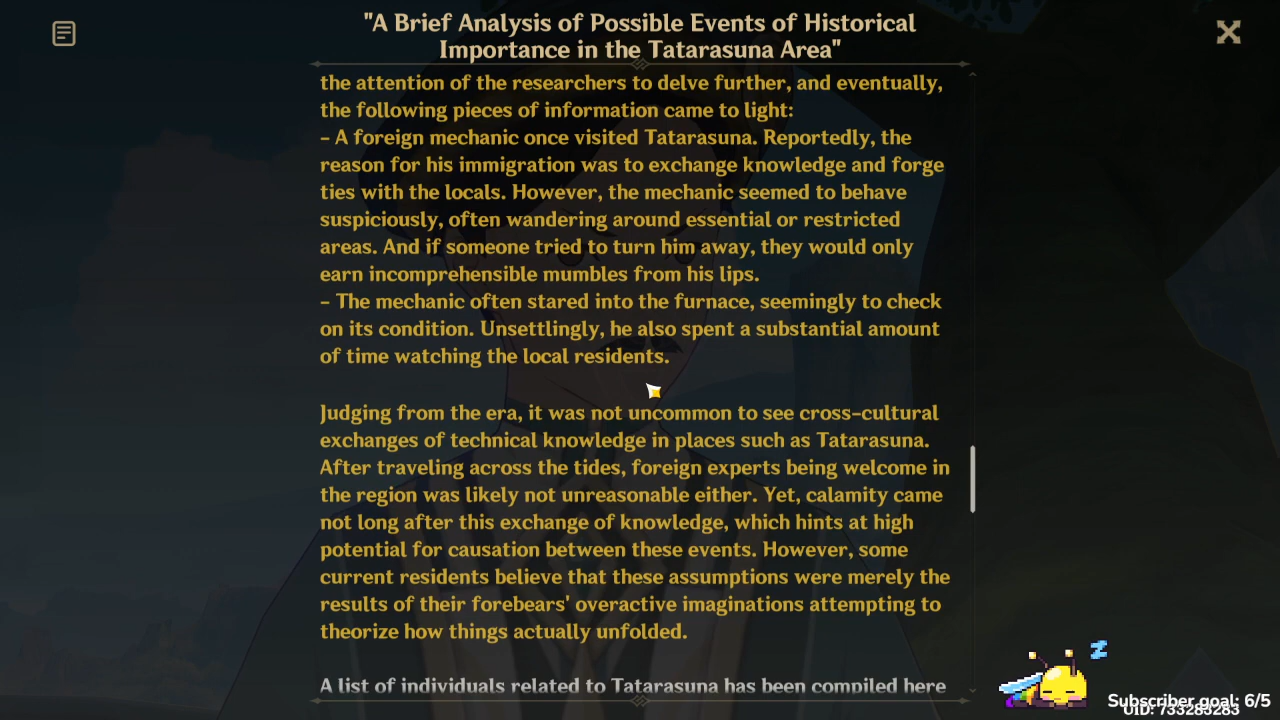 "A Brief Analysis of Possible Events of Historical
Importance in the Tatarasuna Area"
the attention of the researchers to delve further, and eventually,
the following pieces of information came to light:
– A foreign mechanic once visited Tatarasuna. Reportedly, the
reason for his immigration was to exchange knowledge and forge
ties with the locals. However, the mechanic seemed to behave
suspiciously, often wandering around essential or restricted
areas. And if someone tried to turn him away, they would only
earn incomprehensible mumbles from his lips.
– The mechanic often stared into the furnace, seemingly to check
on its condition. Unsettlingly, he also spent a substantial amount
of time watching the local residents.
Judging from the era, it was not uncommon to see cross-cultural
exchanges of technical knowledge in places such as Tatarasuna.
After traveling across the tides, foreign experts being welcome in
the region was likely not unreasonable either. Yet, calamity came
not long after this exchange of knowledge, which hints at high
potential for causation between these events. However, some
current residents believe that these assumptions were merely the
results of their forebears' overactive imaginations attempting to
theorize how things actually unfolded.
A list of individuals related to Tatarasuna has been compiled here
Z
Subscriber goal: 6/5
UID: 733283283